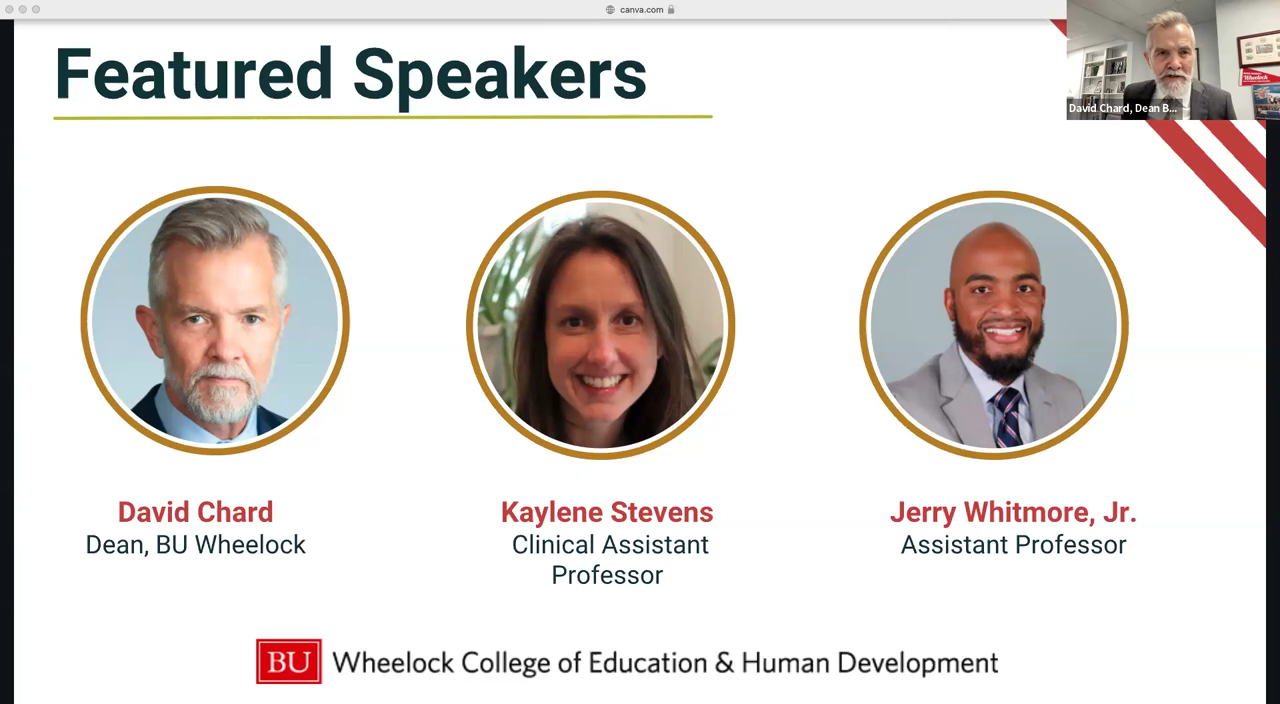 canva.com
Featured Speakers
David Chard, Dean B...
Wheelock
David Chard
Dean, BU Wheelock
Kaylene Stevens
Clinical Assistant
Professor
Jerry Whitmore, Jr.
Assistant Professor
BU Wheelock College of Education & Human Development